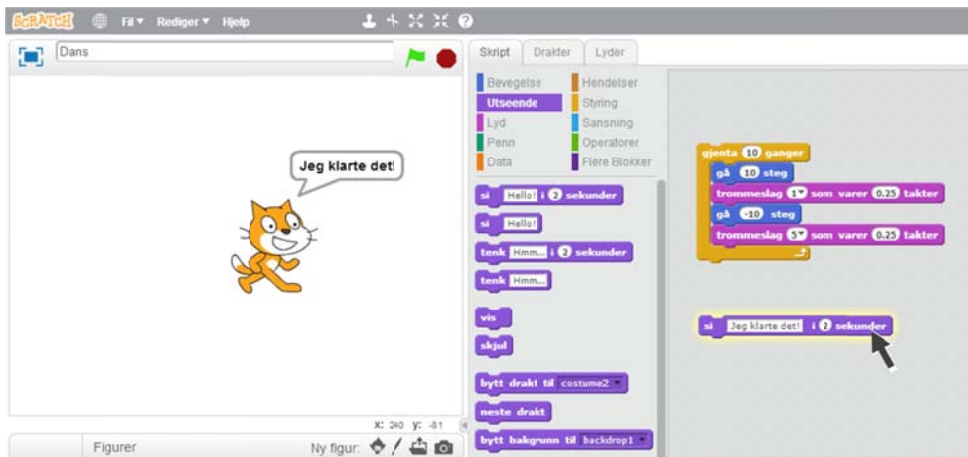 SCRATCH Fil Rediger Hjelp
Dans
Jeg klarte det!
X: 240 y: -81
Figurer Ny figur:
Skript Drakter Lyder
Bevegelse Hendelser
Utseende Styring
Lyd Sansning
Penn Operatorer
Data Flere Blokker
si Hello! i 2 sekunder
si Hello!
tenk Hmm... i 2 sekunder
tenk Hmm...
vis
skjul
bytt drakt til costume2
neste drakt
bytt bakgrunn til backdrop1
gjenta 10 ganger
gå 10 steg
trommeslag 1 som varer 0.25 takter
gå -10 steg
trommeslag 5 som varer 0.25 takter
si Jeg klarte det! i 2 sekunder